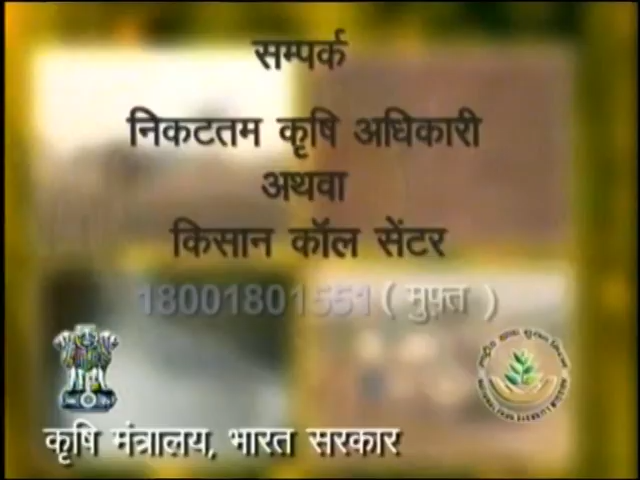 सम्पर्क
निकटतम कृषि अधिकारी
अथवा
किसान कॉल सेंटर
18001801551 ( मुफ़्त )
कृषि मंत्रालय, भारत सरकार